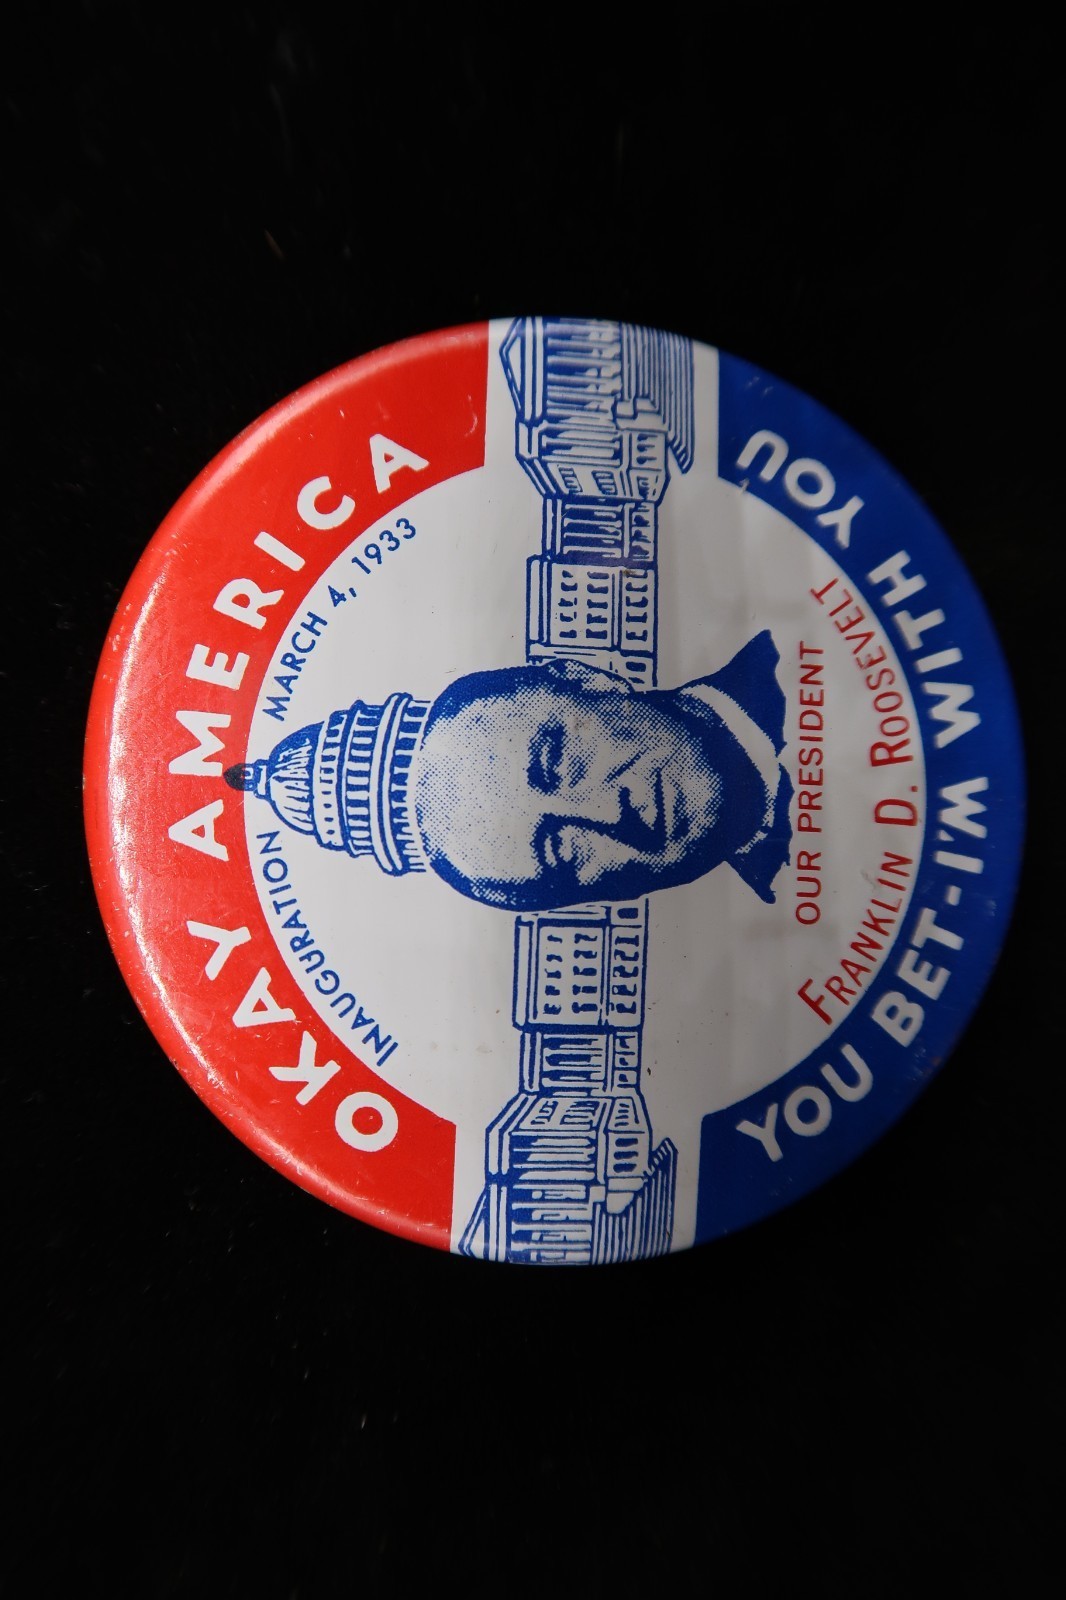 OKAY AMERICA
INAUGURATION MARCH 4, 1933
OUR PRESIDENT
FRANKLIN D. ROOSEVELT
YOU BET-I'M WITH YOU